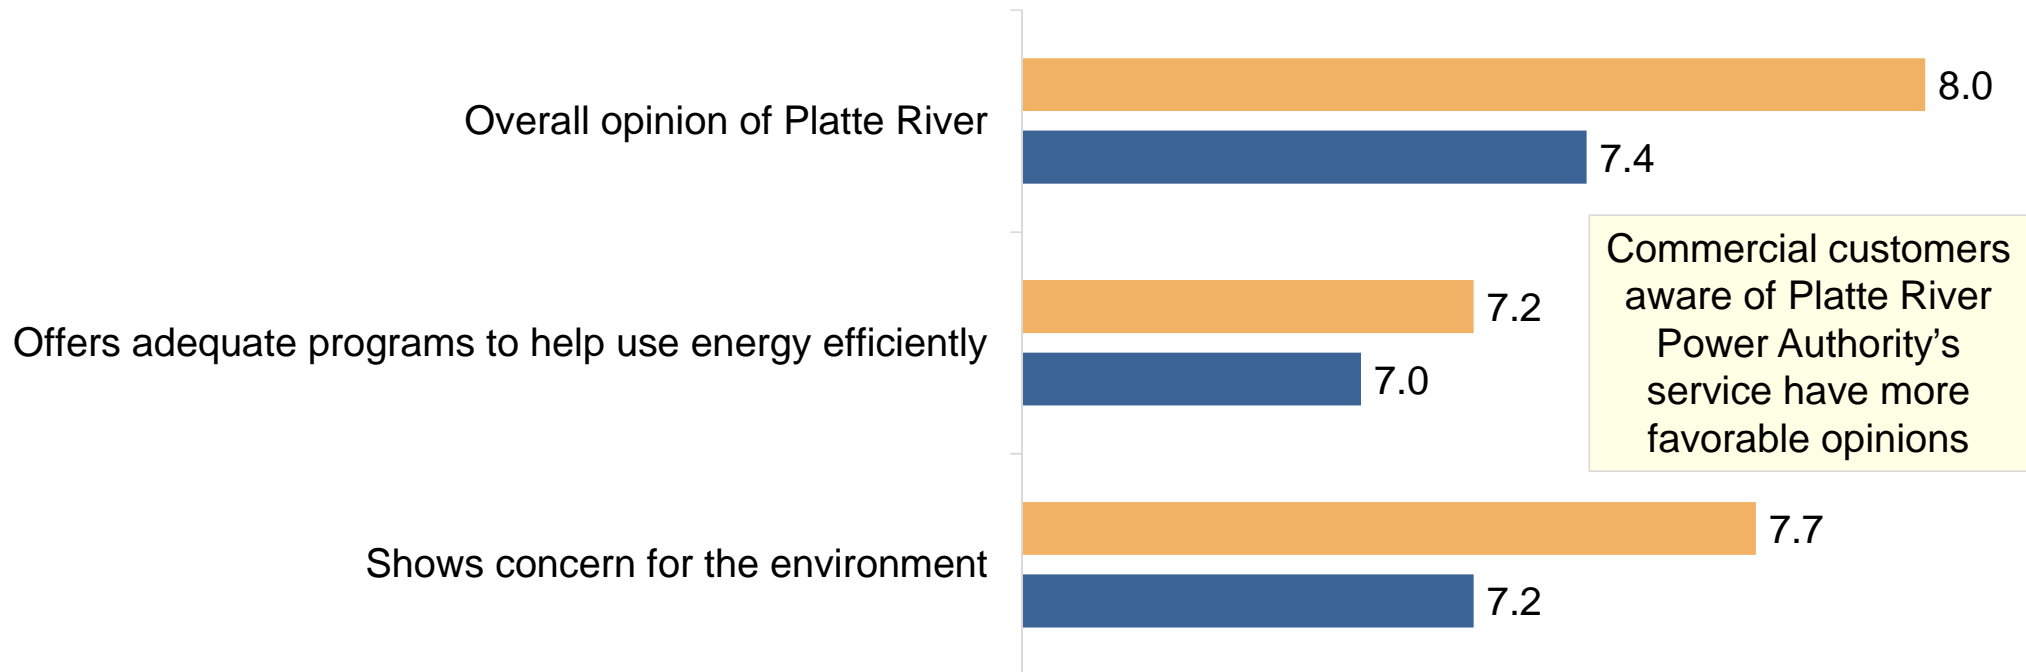 Overall opinion of Platte River
8.0
7.4
Offers adequate programs to help use energy efficiently
7.2
7.0
Commercial customers
aware of Platte River
Power Authority’s
service have more
favorable opinions
Shows concern for the environment
7.7
7.2